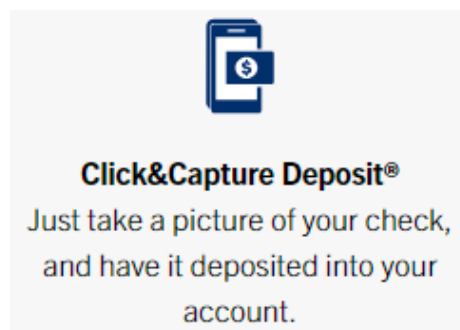 $
Click&Capture Deposit®
Just take a picture of your check,
and have it deposited into your
account.